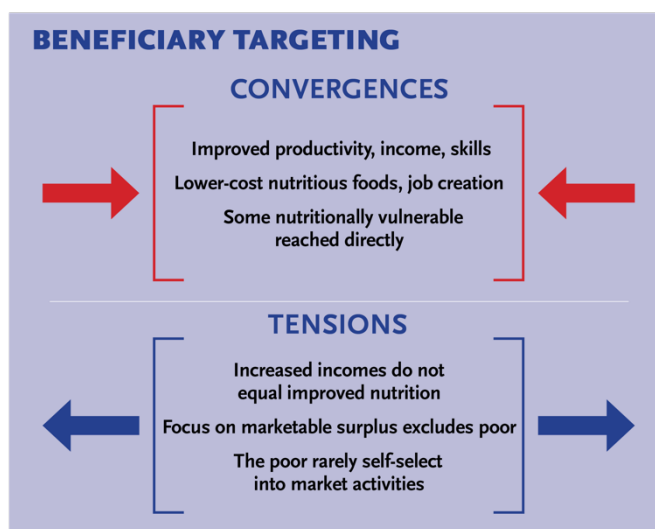 BENEFICIARY TARGETING
CONVERGENCES
Improved productivity, income, skills
Lower-cost nutritious foods, job creation
Some nutritionally vulnerable
reached directly
TENSIONS
Increased incomes do not
equal improved nutrition
Focus on marketable surplus excludes poor
The poor rarely self-select
into market activities